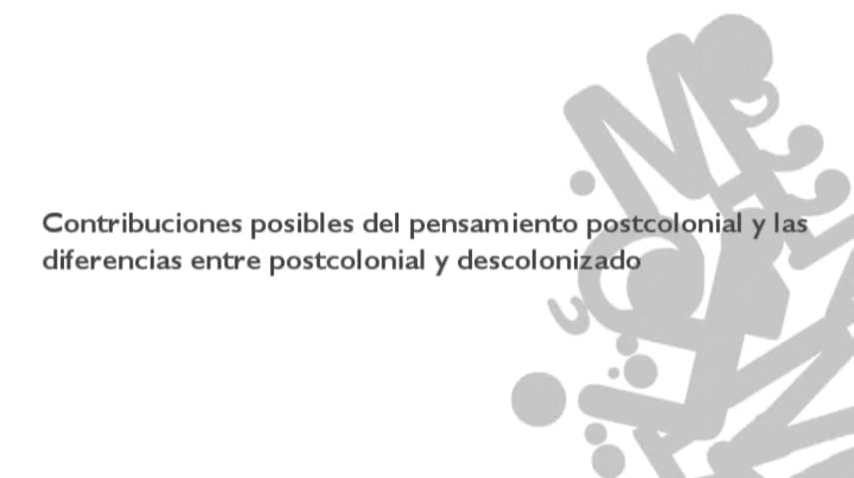 Contribuciones posibles del pensamiento postcolonial y las
diferencias entre postcolonial y descolonizado